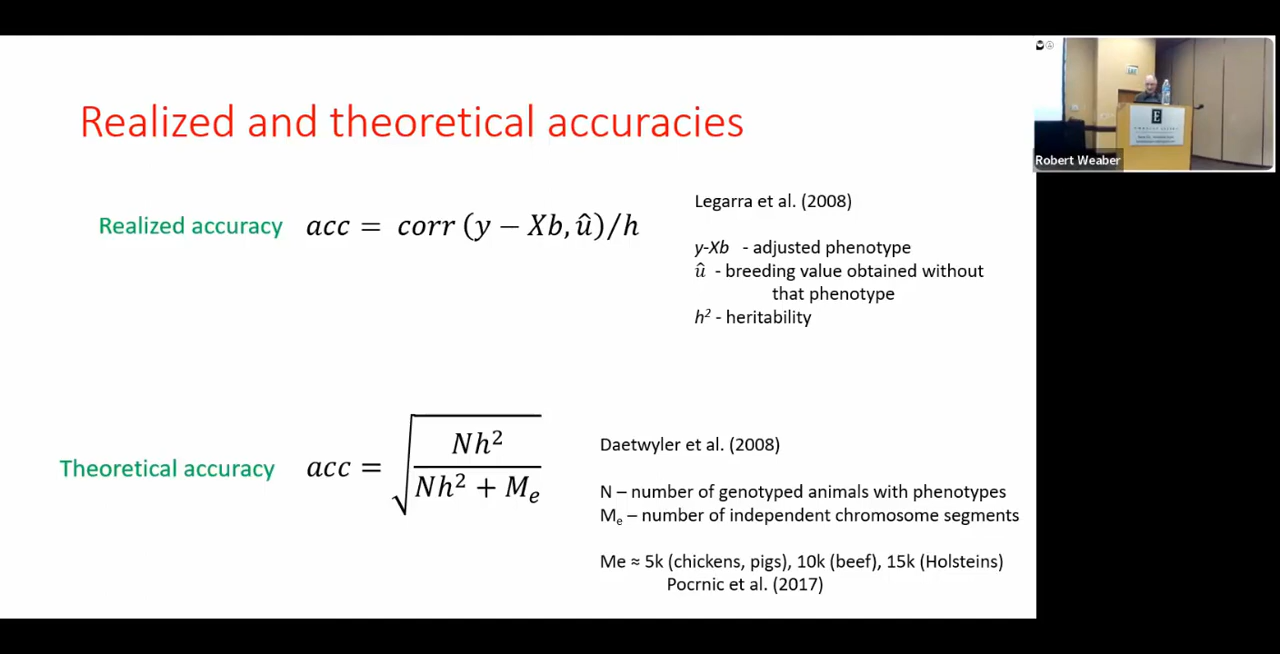 Realized and theoretical accuracies
Realized accuracy acc = corr (y − Xb, û)/h
Legarra et al. (2008)
y-Xb - adjusted phenotype
û - breeding value obtained without
that phenotype
h² - heritability
Theoretical accuracy acc = √(Nh² / (Nh² + Mₑ))
Daetwyler et al. (2008)
N – number of genotyped animals with phenotypes
Mₑ – number of independent chromosome segments
Me ≈ 5k (chickens, pigs), 10k (beef), 15k (Holsteins)
Pocrnic et al. (2017)
E
Robert Weaber